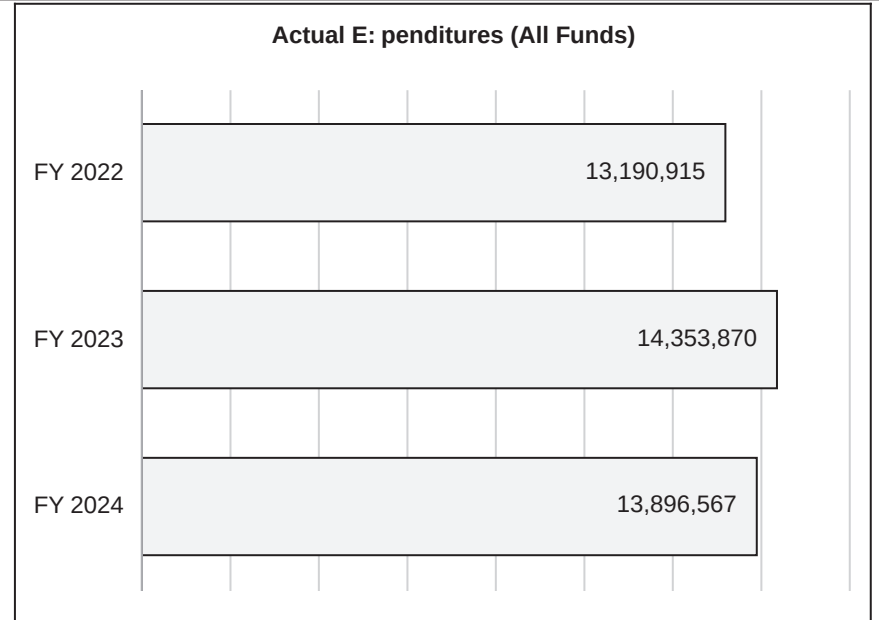 Actual E: penditures (All Funds)
FY 2022
13,190,915
FY 2023
14,353,870
FY 2024
13,896,567